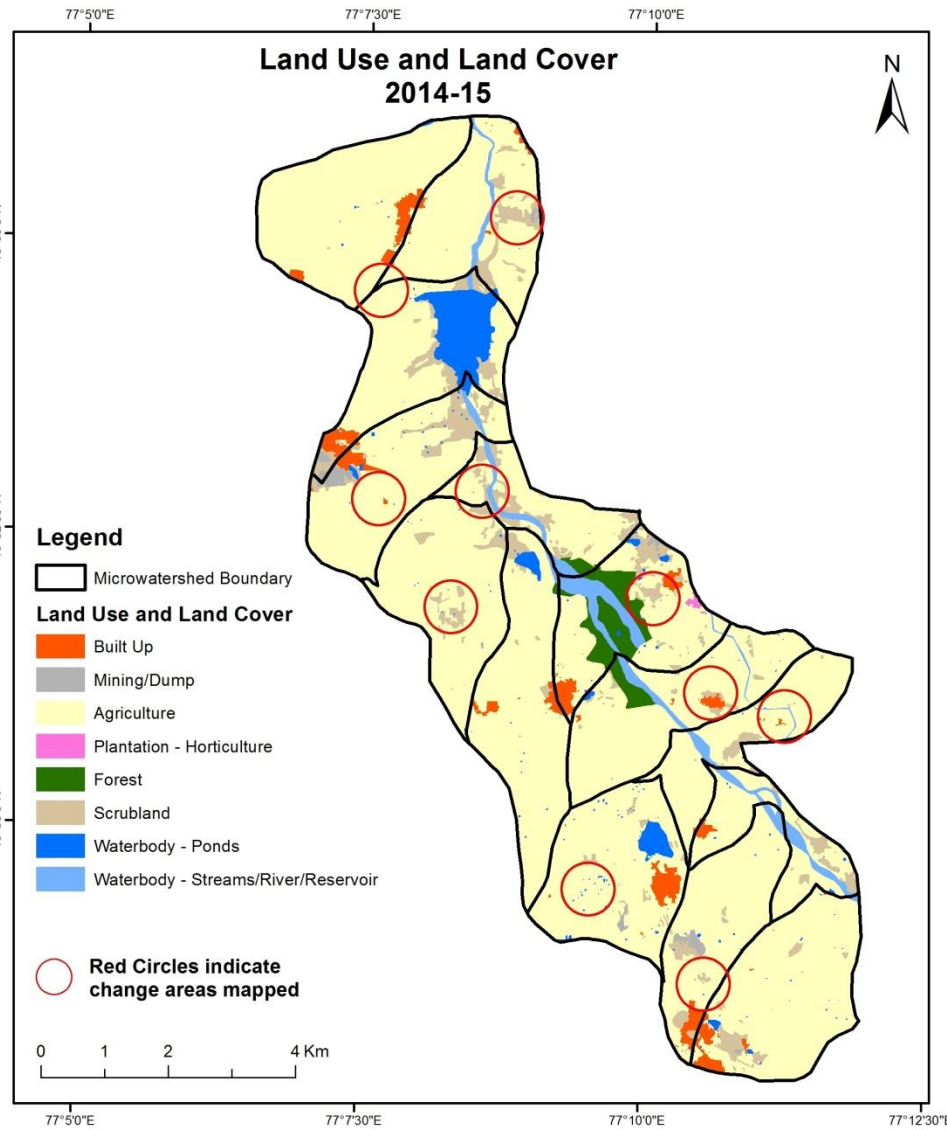 77°5'0"E 77°7'30"E 77°10'0"E
Land Use and Land Cover
2014-15
N
Legend
Microwatershed Boundary
Land Use and Land Cover
Built Up
Mining/Dump
Agriculture
Plantation - Horticulture
Forest
Scrubland
Waterbody - Ponds
Waterbody - Streams/River/Reservoir
Red Circles indicate
change areas mapped
0 1 2 4 Km
77°5'0"E 77°7'30"E 77°10'0"E 77°12'30"E